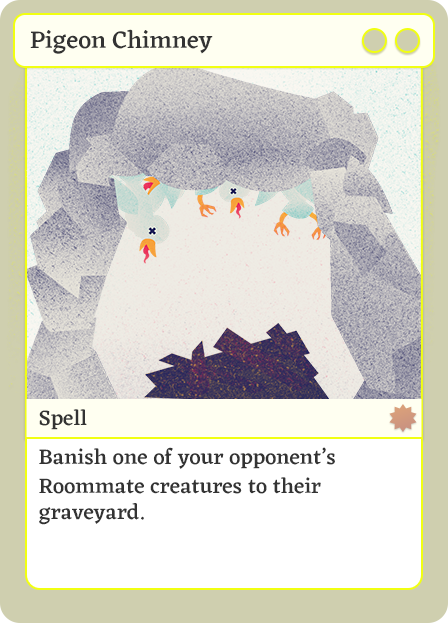 Pigeon Chimney
Spell
Banish one of your opponent's
Roommate creatures to their
graveyard.